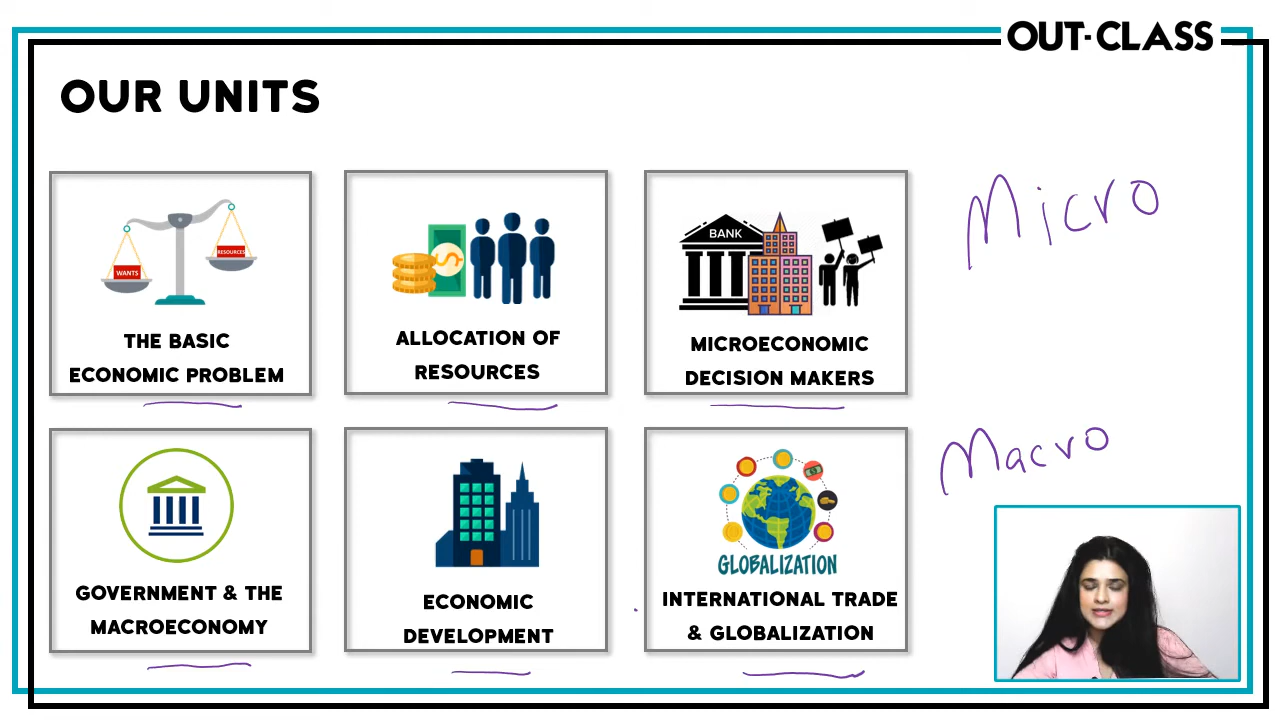 OUT-CLASS
OUR UNITS
WANTS
RESOURCES
THE BASIC
ECONOMIC PROBLEM
ALLOCATION OF
RESOURCES
BANK
MICROECONOMIC
DECISION MAKERS
Micro
GOVERNMENT & THE
MACROECONOMY
ECONOMIC
DEVELOPMENT
GLOBALIZATION
INTERNATIONAL TRADE
& GLOBALIZATION
Macro